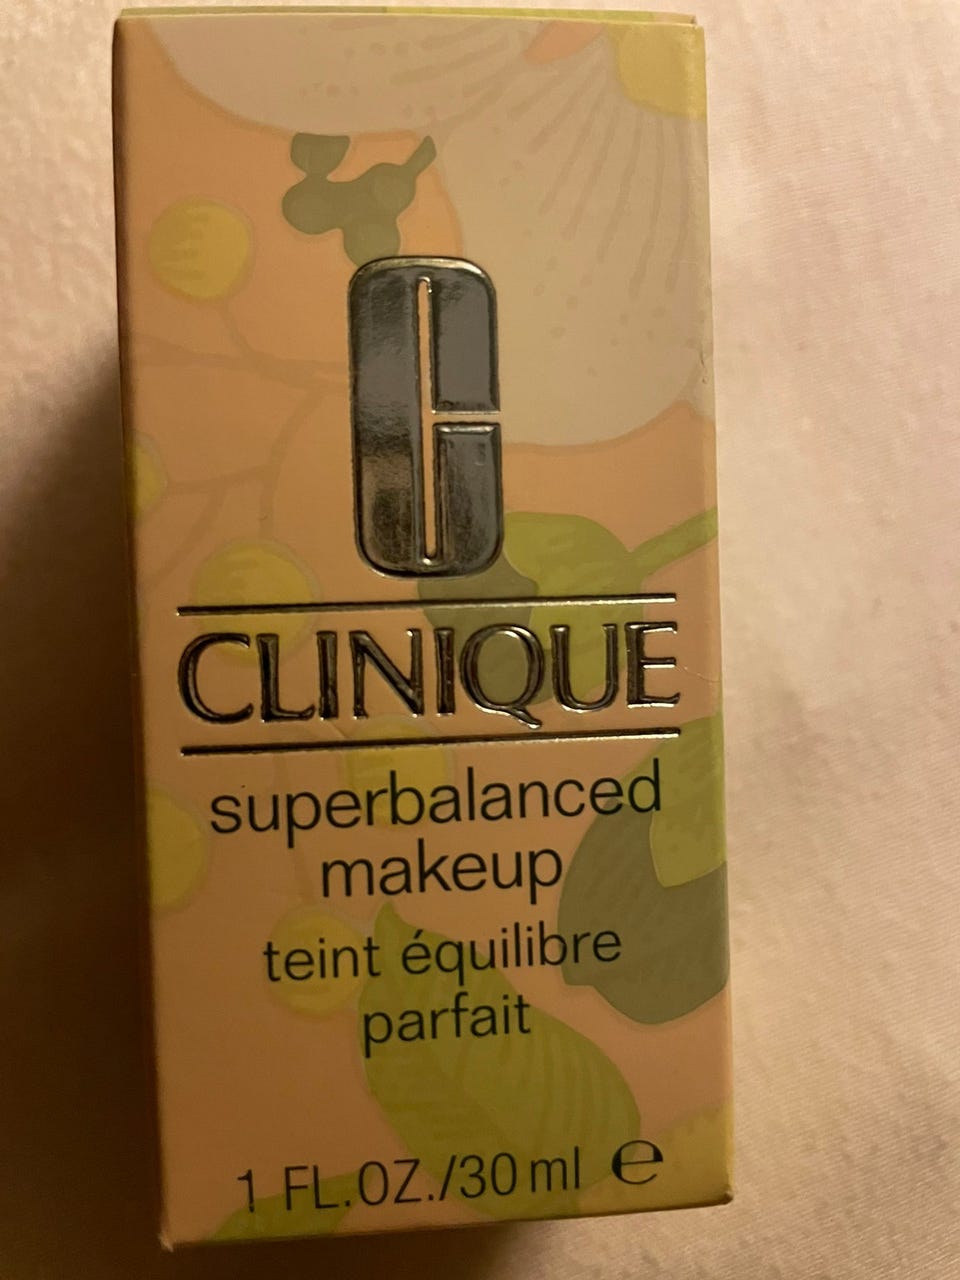 CLINIQUE
superbalanced
makeup
teint équilibre
parfait
1 FL.OZ./30 ml ℮